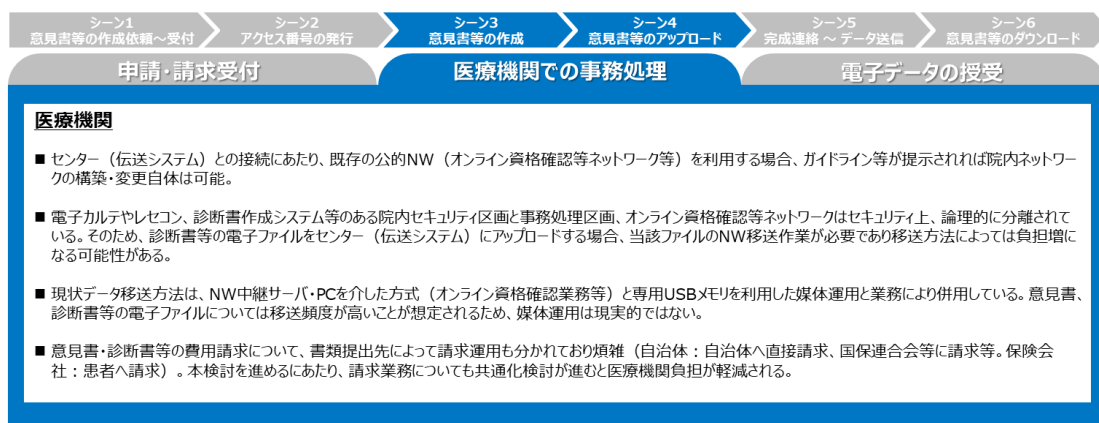 シーン1
意見書等の作成依頼～受付
シーン2
アクセス番号の発行
シーン3
意見書等の作成
シーン4
意見書等のアップロード
シーン5
完成連絡 ～ データ送信
シーン6
意見書等のダウンロード
申請・請求受付
医療機関での事務処理
電子データの授受
医療機関
■ センター（伝送システム）との接続にあたり、既存の公的NW（オンライン資格確認等ネットワーク等）を利用する場合、ガイドライン等が提示されれば院内ネットワー
クの構築・変更自体は可能。
■ 電子カルテやレセコン、診断書作成システム等のある院内セキュリティ区画と事務処理区画、オンライン資格確認等ネットワークはセキュリティ上、論理的に分離されて
いる。そのため、診断書等の電子ファイルをセンター（伝送システム）にアップロードする場合、当該ファイルのNW移送作業が必要であり移送方法によっては負担増に
なる可能性がある。
■ 現状データ移送方法は、NW中継サーバ・PCを介した方式（オンライン資格確認業務等）と専用USBメモリを利用した媒体運用と業務により併用している。意見書、
診断書等の電子ファイルについては移送頻度が高いことが想定されるため、媒体運用は現実的ではない。
■ 意見書・診断書等の費用請求について、書類提出先によって請求運用も分かれており煩雑（自治体：自治体へ直接請求、国保連合会等に請求等。保険会
社：患者へ請求）。本検討を進めるにあたり、請求業務についても共通化検討が進むと医療機関負担が軽減される。